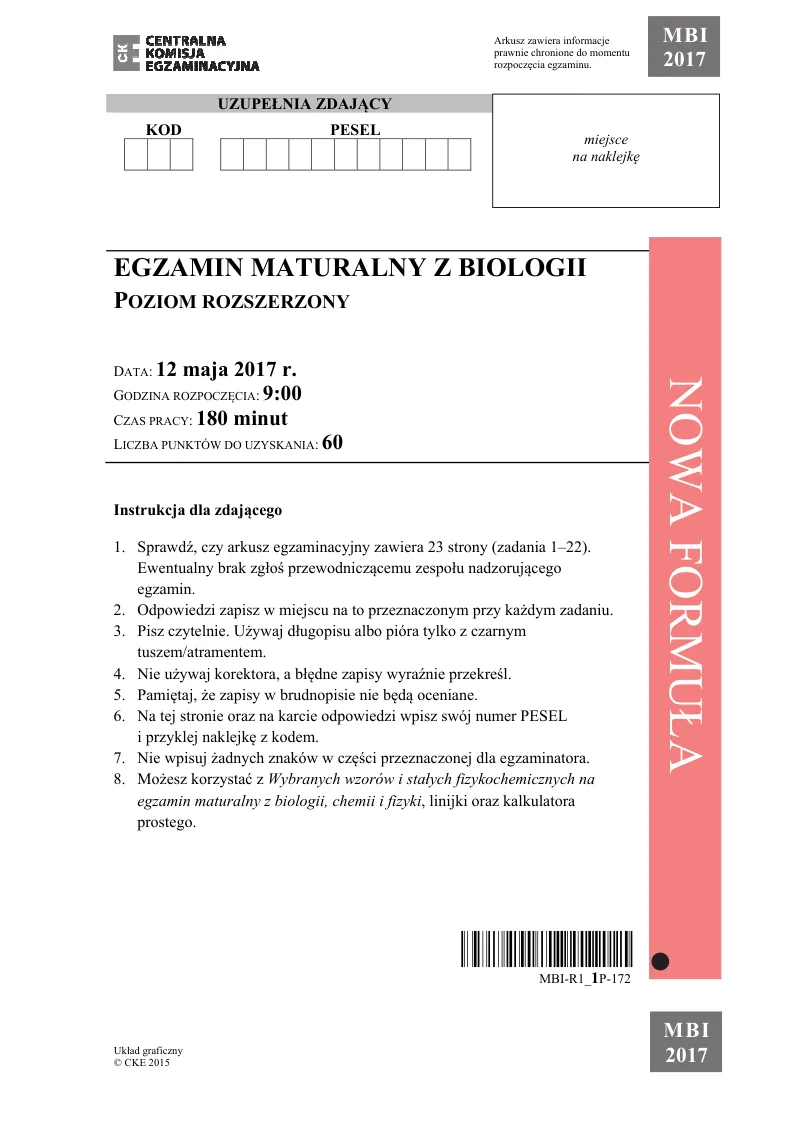 CK
E
CENTRALNA
KOMISJA
EGZAMINACYJNA
Arkusz zawiera informacje
prawnie chronione do momentu
rozpoczęcia egzaminu.
MBI
2017
UZUPEŁNIA ZDAJĄCY
KOD
PESEL
miejsce
na naklejkę
EGZAMIN MATURALNY Z BIOLOGII
POZIOM ROZSZERZONY
DATA: 12 maja 2017 r.
GODZINA ROZPOCZĘCIA: 9:00
CZAS PRACY: 180 minut
LICZBA PUNKTÓW DO UZYSKANIA: 60
NOWA FORMUŁA
Instrukcja dla zdającego
1. Sprawdź, czy arkusz egzaminacyjny zawiera 23 strony (zadania 1–22).
Ewentualny brak zgłoś przewodniczącemu zespołu nadzorującego
egzamin.
2. Odpowiedzi zapisz w miejscu na to przeznaczonym przy każdym zadaniu.
3. Pisz czytelnie. Używaj długopisu albo pióra tylko z czarnym
tuszem/atramentem.
4. Nie używaj korektora, a błędne zapisy wyraźnie przekreśl.
5. Pamiętaj, że zapisy w brudnopisie nie będą oceniane.
6. Na tej stronie oraz na karcie odpowiedzi wpisz swój numer PESEL
i przyklej naklejkę z kodem.
7. Nie wpisuj żadnych znaków w części przeznaczonej dla egzaminatora.
8. Możesz korzystać z Wybranych wzorów i stałych fizykochemicznych na
egzamin maturalny z biologii, chemii i fizyki, linijki oraz kalkulatora
prostego.
MBI-R1_1P-172
Układ graficzny
© CKE 2015
MBI
2017